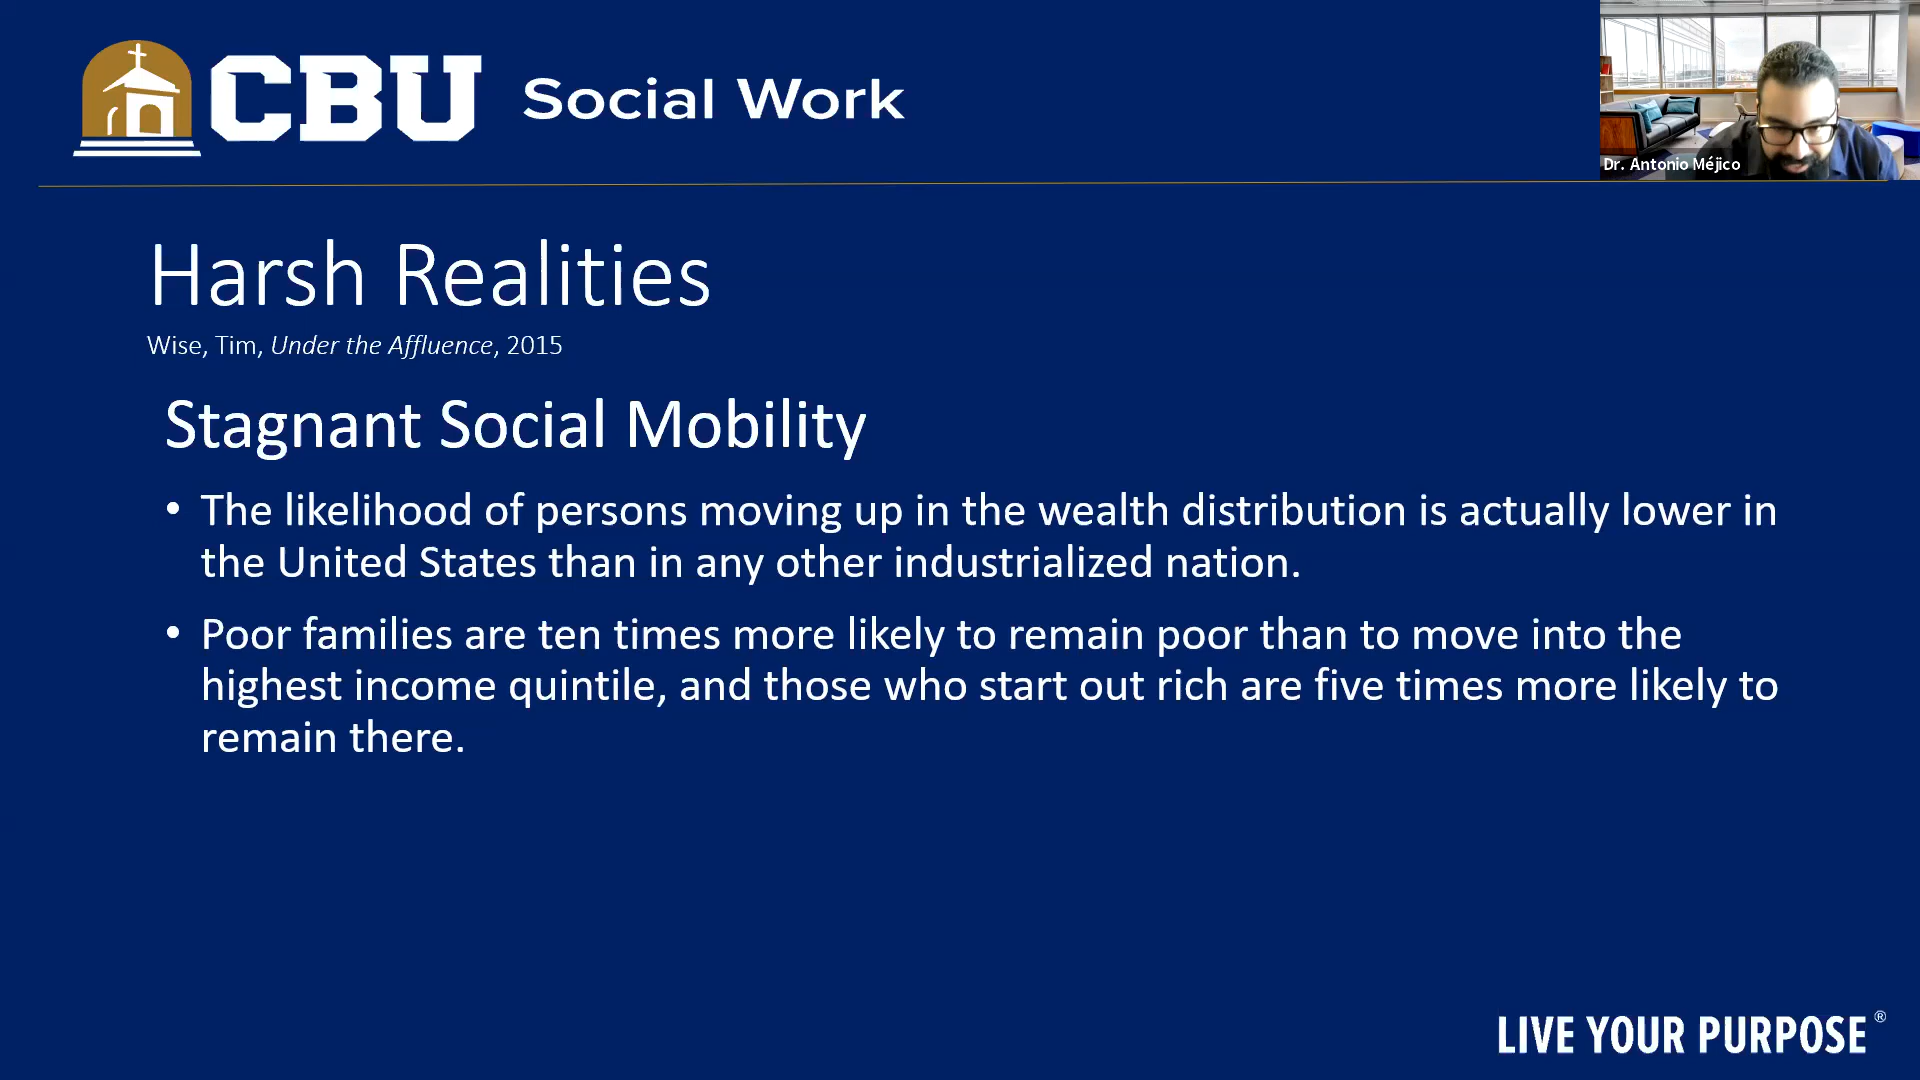 CBU Social Work
Dr. Antonio Méjico
Harsh Realities
Wise, Tim, Under the Affluence, 2015
Stagnant Social Mobility
• The likelihood of persons moving up in the wealth distribution is actually lower in
the United States than in any other industrialized nation.
• Poor families are ten times more likely to remain poor than to move into the
highest income quintile, and those who start out rich are five times more likely to
remain there.
LIVE YOUR PURPOSE®